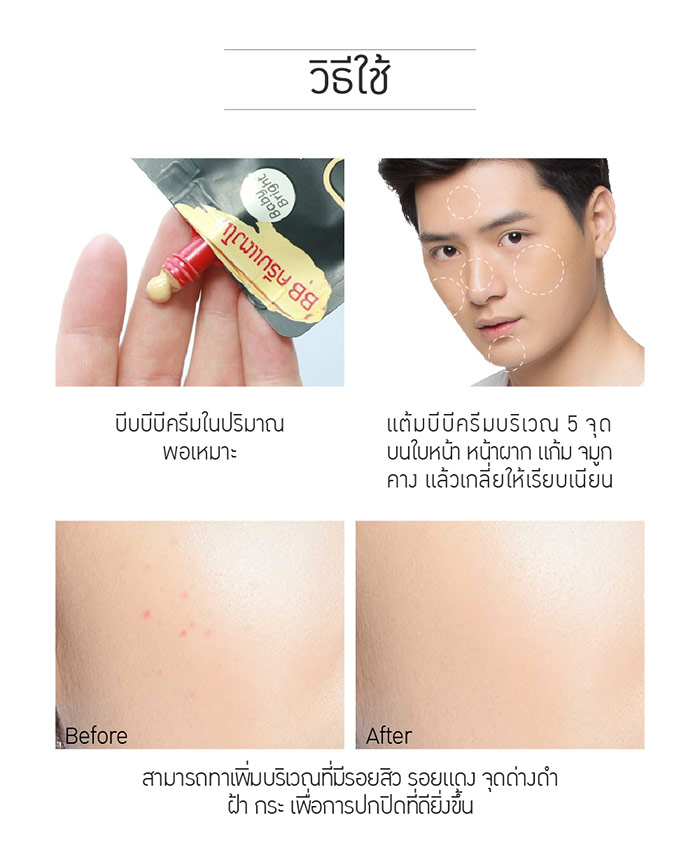 วิธีใช้
Baby
Bright
BB ครีมแตงโม
บีบบีบีครีมในปริมาณ
พอเหมาะ
แต้มบีบีครีมบริเวณ 5 จุด
บนใบหน้า หน้าผาก แก้ม จมูก
คาง แล้วเกลี่ยให้เรียบเนียน
Before
After
สามารถทาเพิ่มบริเวณที่มีรอยสิว รอยแดง จุดด่างดำ
ฝ้า กระ เพื่อการปกปิดที่ดียิ่งขึ้น